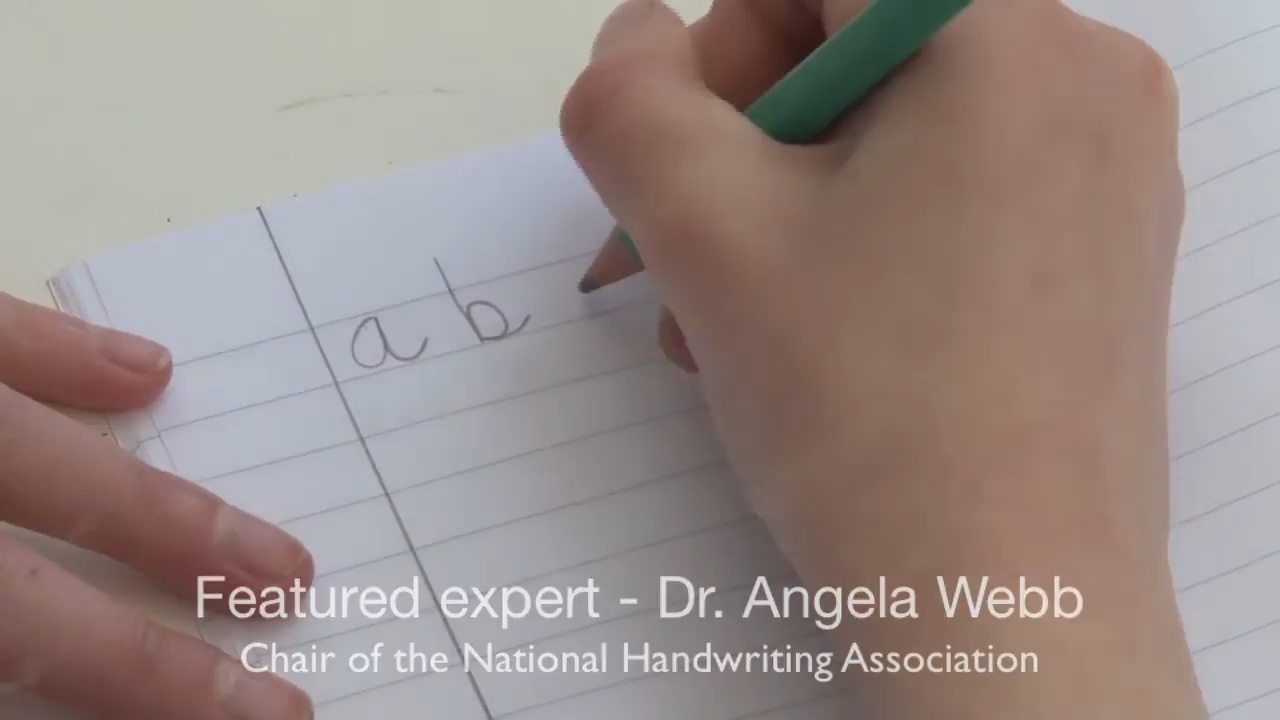 a b
Featured expert - Dr. Angela Webb
Chair of the National Handwriting Association